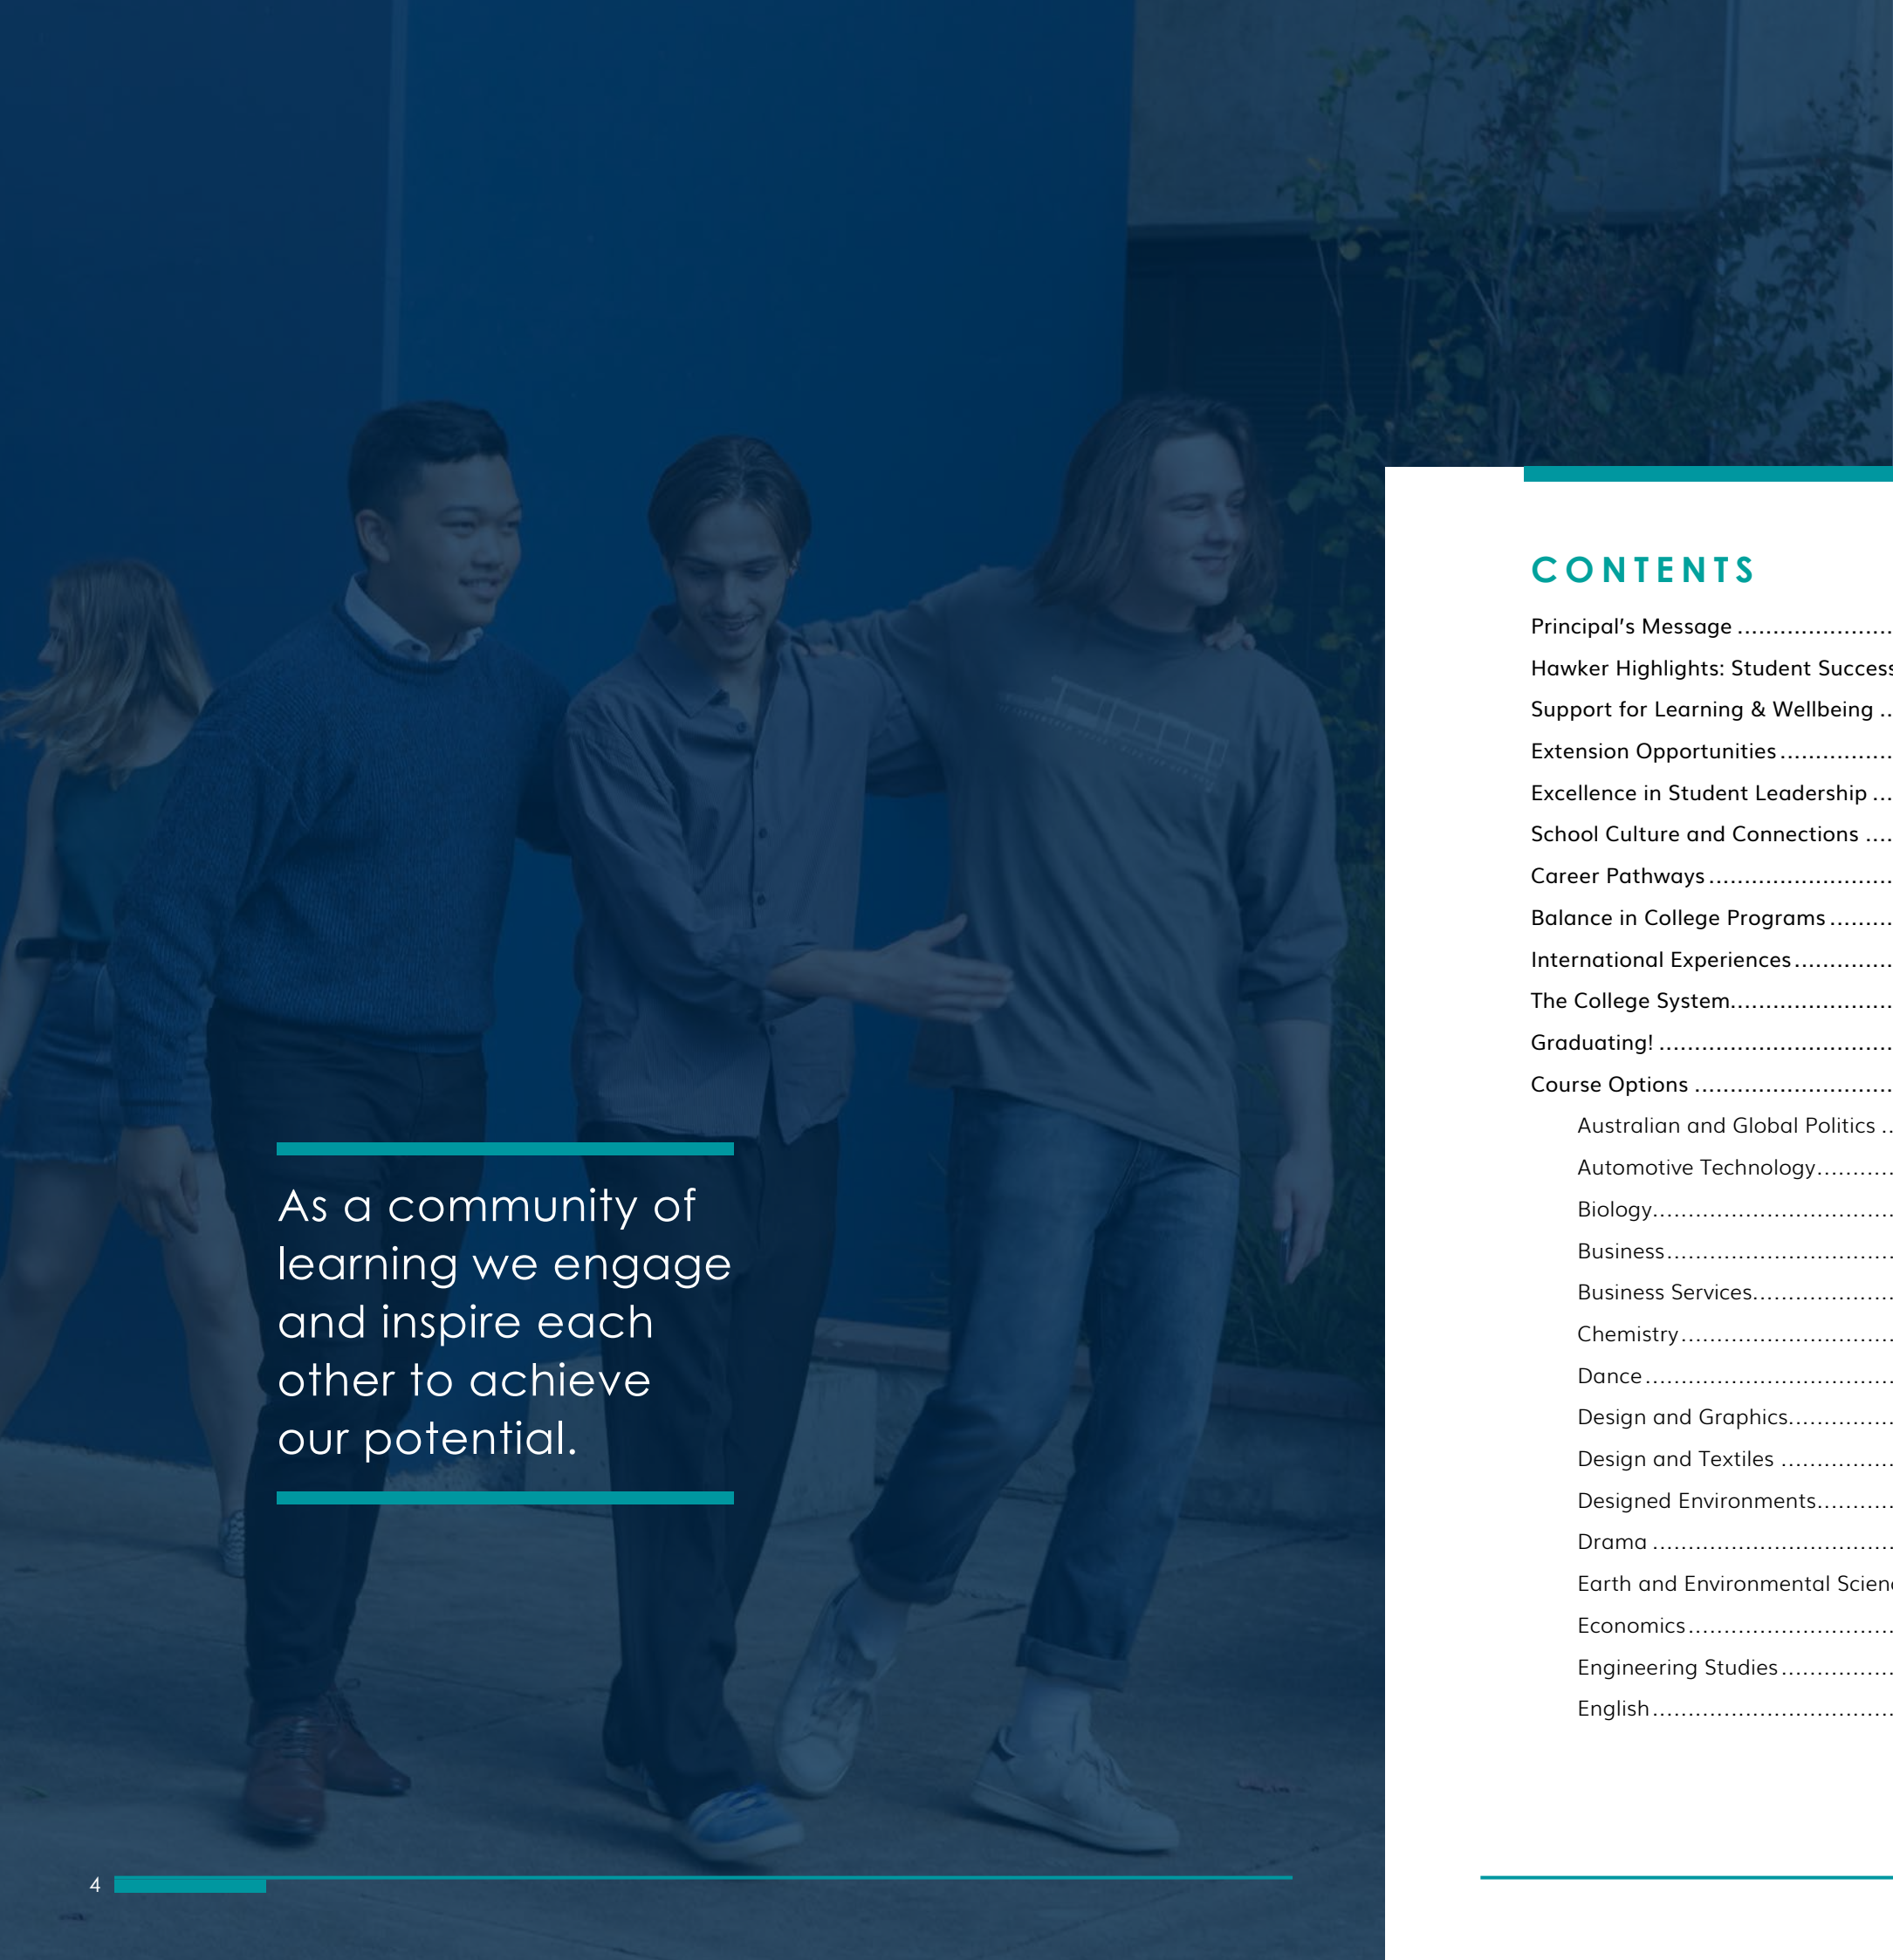 As a community of
learning we engage
and inspire each
other to achieve
our potential.
4
CONTENTS
Principal's Message ......................
Hawker Highlights: Student Success
Support for Learning & Wellbeing ..
Extension Opportunities ................
Excellence in Student Leadership ...
School Culture and Connections ....
Career Pathways ..........................
Balance in College Programs .........
International Experiences ..............
The College System.......................
Graduating! .................................
Course Options ............................
Australian and Global Politics ..
Automotive Technology...........
Biology..................................
Business ................................
Business Services....................
Chemistry ..............................
Dance ...................................
Design and Graphics...............
Design and Textiles ................
Designed Environments...........
Drama ..................................
Earth and Environmental Scien
Economics .............................
Engineering Studies ................
English ..................................